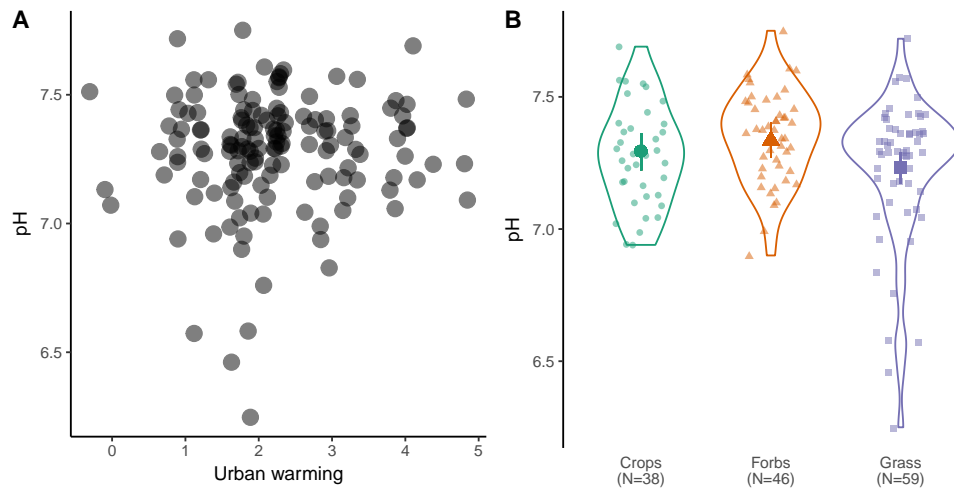 A
pH
7.5
7.0
6.5
0 1 2 3 4 5
Urban warming
B
pH
7.5
7.0
6.5
Crops
(N=38)
Forbs
(N=46)
Grass
(N=59)